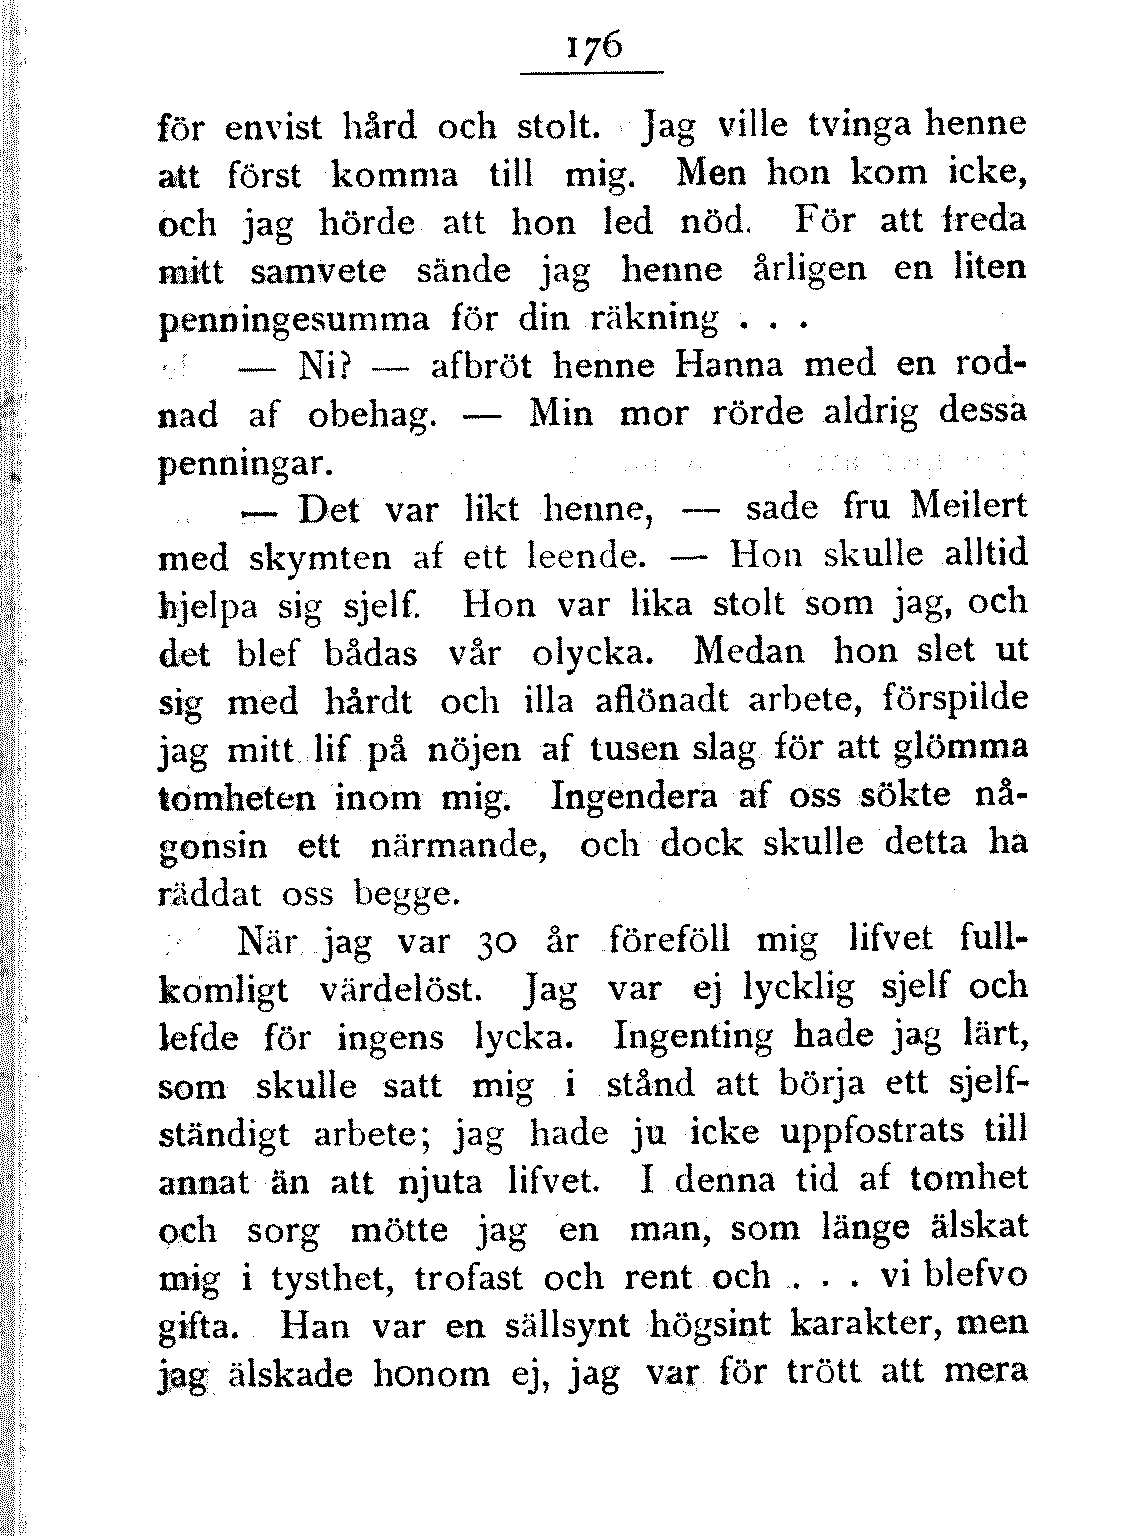 176
för envist hård och stolt. Jag ville tvinga henne
att först komma till mig. Men hon kom icke,
och jag hörde att hon led nöd. För att freda
mitt samvete sände jag henne årligen en liten
penningesumma för din räkning . . .
— Ni? — afbröt henne Hanna med en rod-
nad af obehag. — Min mor rörde aldrig dessa
penningar.
— Det var likt henne, — sade fru Meilert
med skymten af ett leende. — Hon skulle alltid
hjelpa sig sjelf. Hon var lika stolt som jag, och
det blef bådas vår olycka. Medan hon slet ut
sig med hårdt och illa aflönadt arbete, förspilde
jag mitt lif på nöjen af tusen slag för att glömma
tomheten inom mig. Ingendera af oss sökte nå-
gonsin ett närmande, och dock skulle detta ha
räddat oss begge.
När jag var 30 år föreföll mig lifvet full-
komligt värdelöst. Jag var ej lycklig sjelf och
lefde för ingens lycka. Ingenting hade jag lärt,
som skulle satt mig i stånd att börja ett sjelf-
ständigt arbete; jag hade ju icke uppfostrats till
annat än att njuta lifvet. I denna tid af tomhet
och sorg mötte jag en man, som länge älskat
mig i tysthet, trofast och rent och . . . vi blefvo
gifta. Han var en sällsynt högsint karakter, men
jag älskade honom ej, jag var för trött att mera